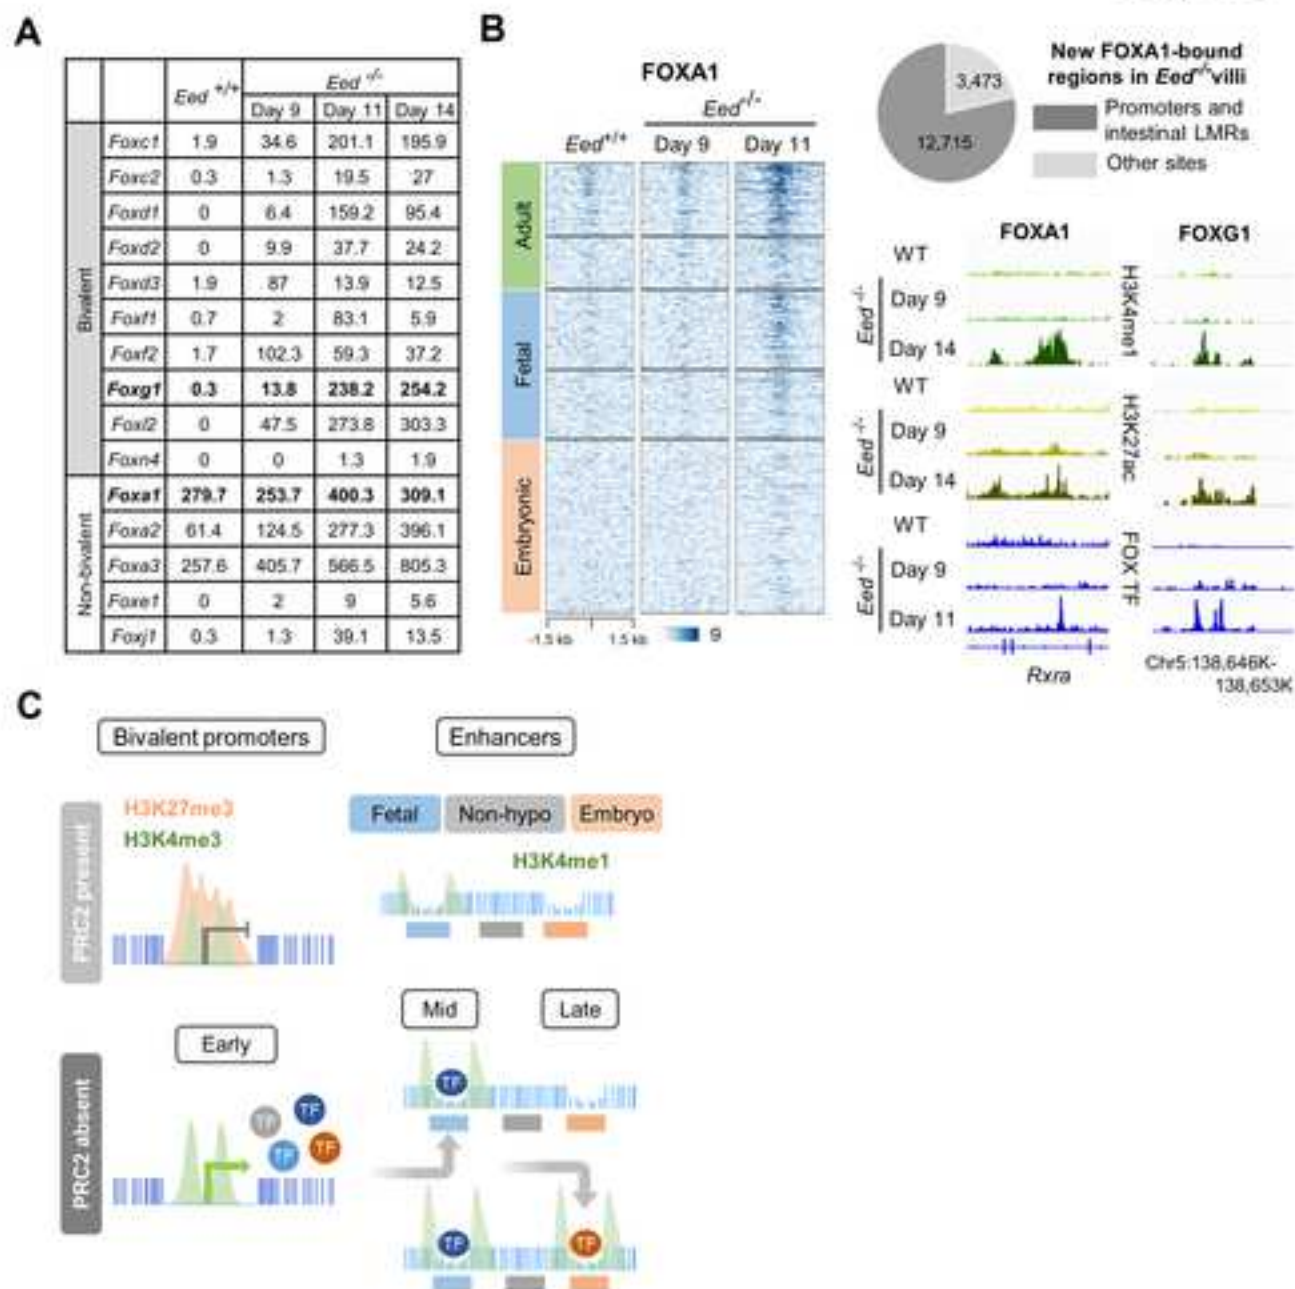 A
Eed +/+ Eed -/-
Day 9 Day 11 Day 14
Bivalent
Foxc1 1.9 34.6 201.1 195.9
Foxc2 0.3 1.3 19.5 27
Foxd1 0 6.4 159.2 95.4
Foxd2 0 9.9 37.7 24.2
Foxd3 1.9 87 13.9 12.5
Foxf1 0.7 2 83.1 5.9
Foxf2 1.7 102.3 59.3 37.2
Foxg1 0.3 13.8 238.2 254.2
Foxl2 0 47.5 273.8 303.3
Foxn4 0 0 1.3 1.9
Non-bivalent
Foxa1 279.7 253.7 400.3 309.1
Foxa2 61.4 124.5 277.3 396.1
Foxa3 257.6 405.7 566.5 805.3
Foxe1 0 2 9 5.6
Foxj1 0.3 1.3 39.1 13.5
B
FOXA1
Eed-/-
Eed+/+ Day 9 Day 11
Adult
Fetal
Embryonic
-1.5 kb 1.5 kb 9
3,473
12,715
New FOXA1-bound
regions in Eed-/-villi
Promoters and
intestinal LMRs
Other sites
FOXA1 FOXG1
WT
Eed -/- Day 9
Day 14
H3K4me1
WT
Eed -/- Day 9
Day 14
H3K27ac
WT
Eed -/- Day 9
Day 11
FOX TF
Rxra
Chr5:138,646K-
138,653K
C
Bivalent promoters Enhancers
PRC2 present
H3K27me3
H3K4me3
Fetal Non-hypo Embryo
H3K4me1
PRC2 absent
Early
Mid Late
TF TF TF TF
TF
TF TF